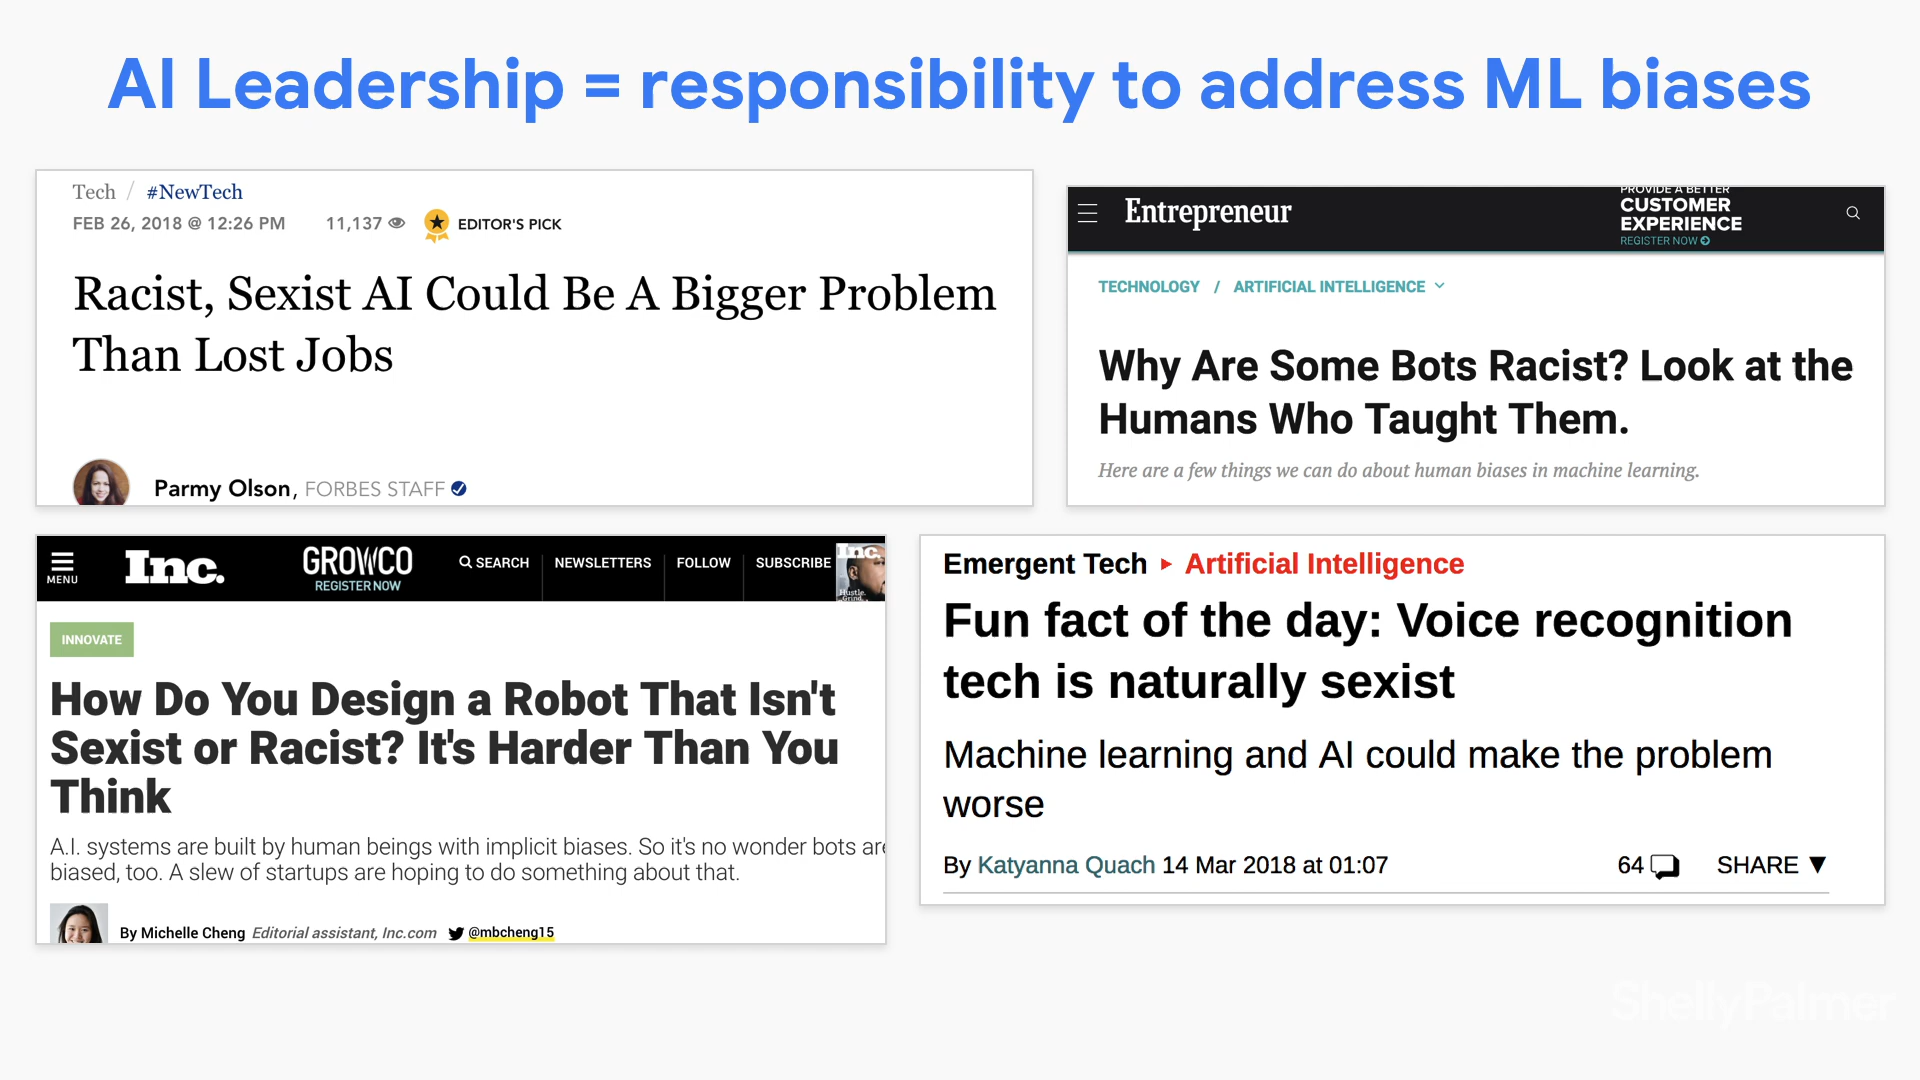 AI Leadership = responsibility to address ML biases
Tech / #NewTech
FEB 26, 2018 @ 12:26 PM 11,137 EDITOR'S PICK
Racist, Sexist AI Could Be A Bigger Problem
Than Lost Jobs
Parmy Olson, FORBES STAFF
Entrepreneur
PROVIDE A BETTER
CUSTOMER
EXPERIENCE
REGISTER NOW
TECHNOLOGY / ARTIFICIAL INTELLIGENCE
Why Are Some Bots Racist? Look at the
Humans Who Taught Them.
Here are a few things we can do about human biases in machine learning.
MENU
Inc.
GROWCO
REGISTER NOW
SEARCH NEWSLETTERS FOLLOW SUBSCRIBE
Inc.
Hustle.
Grind.
INNOVATE
How Do You Design a Robot That Isn't
Sexist or Racist? It's Harder Than You
Think
A.I. systems are built by human beings with implicit biases. So it's no wonder bots are
biased, too. A slew of startups are hoping to do something about that.
By Michelle Cheng Editorial assistant, Inc.com @mbcheng15
Emergent Tech ▸ Artificial Intelligence
Fun fact of the day: Voice recognition
tech is naturally sexist
Machine learning and AI could make the problem
worse
By Katyanna Quach 14 Mar 2018 at 01:07 64 SHARE ▼
ShellyPalmer